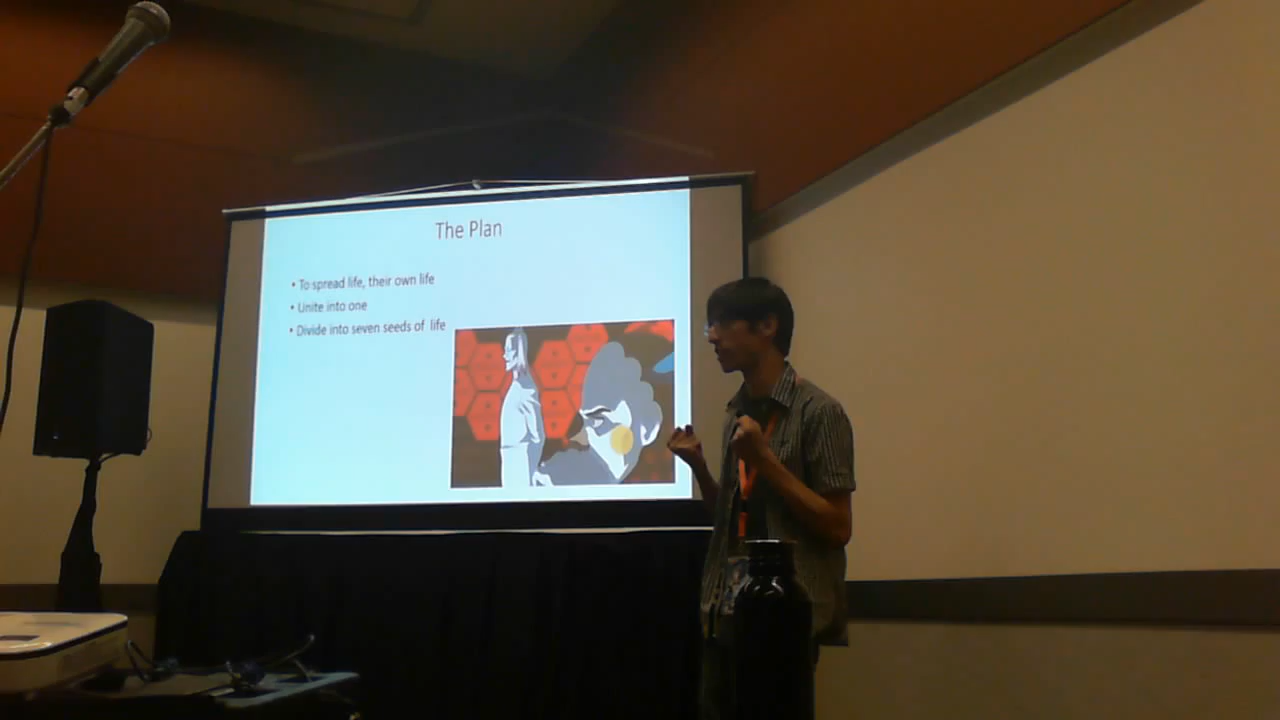 The Plan
• To spread life, their own life
• Unite into one
• Divide into seven seeds of life